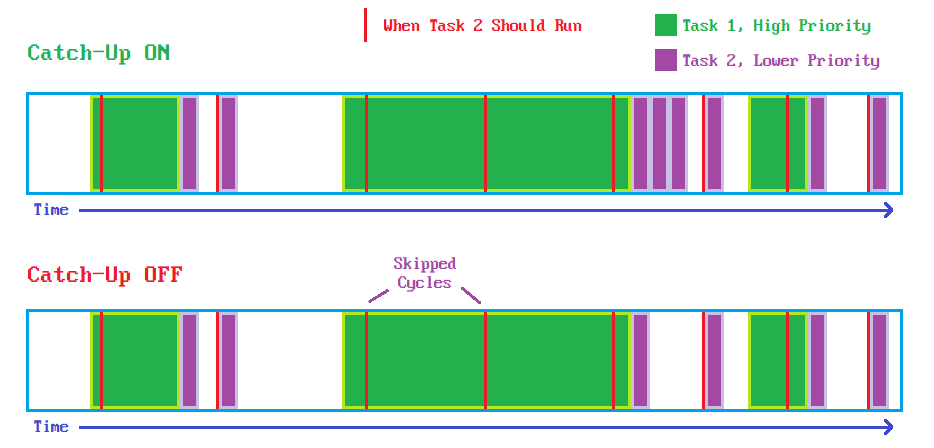 When Task 2 Should Run
Task 1, High Priority
Catch-Up ON
Task 2, Lower Priority
Time
Catch-Up OFF
Skipped
Cycles
Time